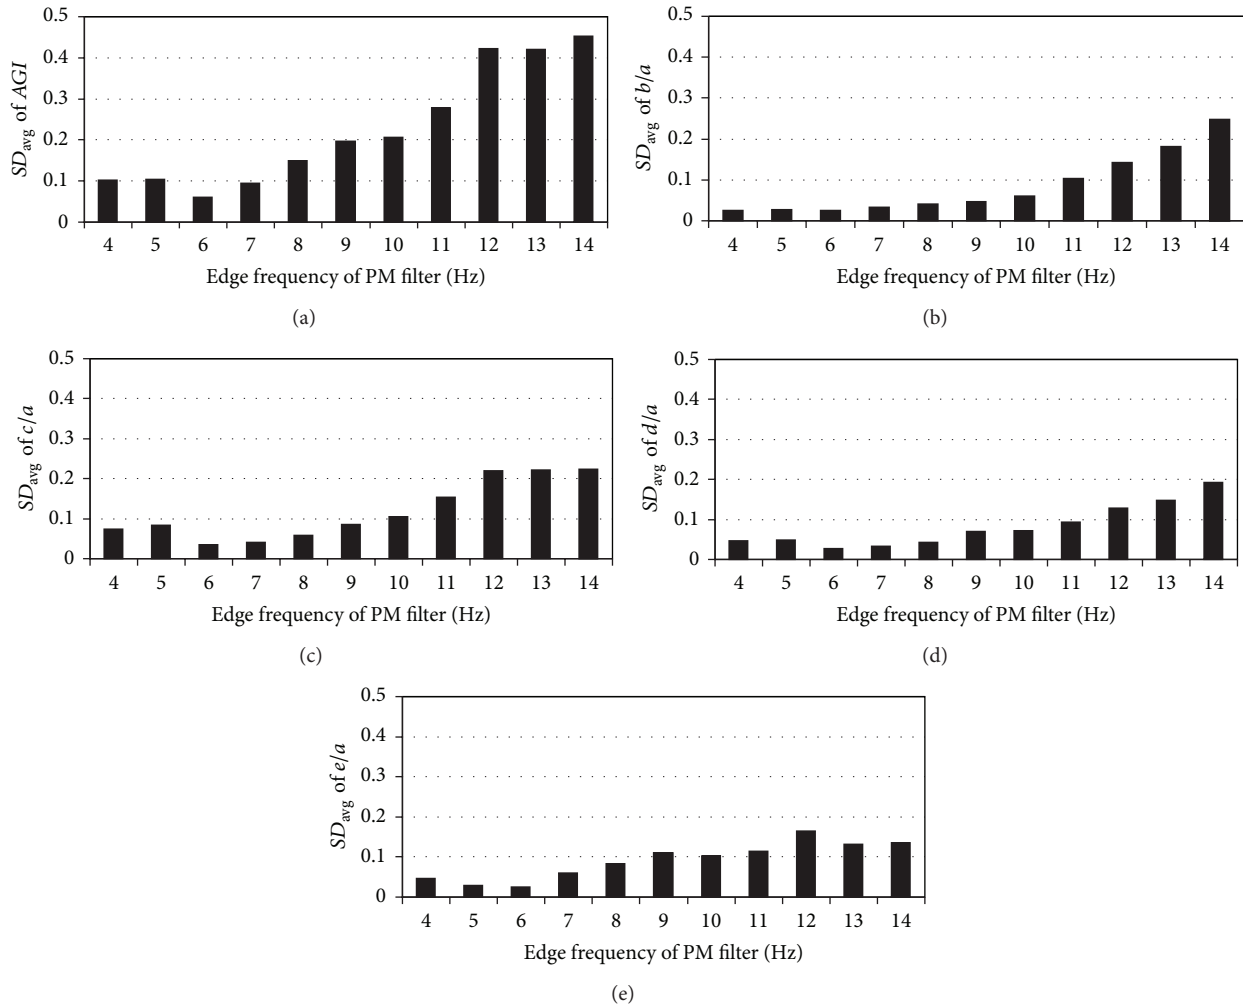 0.5
0.4
0.3
0.2
0.1
0
SD_avg of AGI
4 5 6 7 8 9 10 11 12 13 14
Edge frequency of PM filter (Hz)
(a)
0.5
0.4
0.3
0.2
0.1
0
SD_avg of b/a
4 5 6 7 8 9 10 11 12 13 14
Edge frequency of PM filter (Hz)
(b)
0.5
0.4
0.3
0.2
0.1
0
SD_avg of c/a
4 5 6 7 8 9 10 11 12 13 14
Edge frequency of PM filter (Hz)
(c)
0.5
0.4
0.3
0.2
0.1
0
SD_avg of d/a
4 5 6 7 8 9 10 11 12 13 14
Edge frequency of PM filter (Hz)
(d)
0.5
0.4
0.3
0.2
0.1
0
SD_avg of e/a
4 5 6 7 8 9 10 11 12 13 14
Edge frequency of PM filter (Hz)
(e)